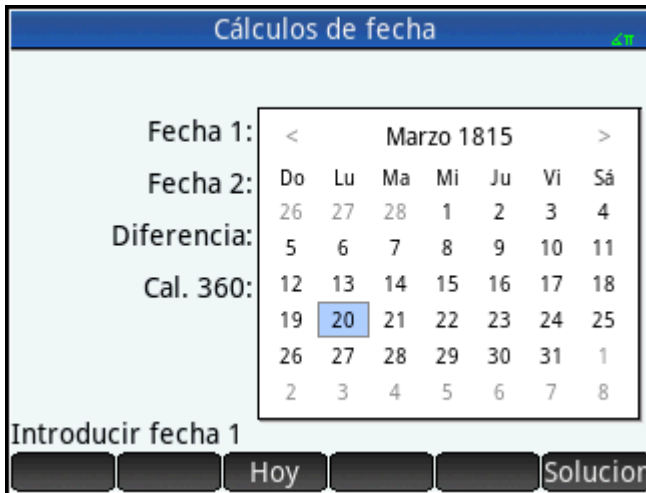 Cálculos de fecha
∡π
Fecha 1:
Fecha 2:
Diferencia:
Cal. 360:
< Marzo 1815 >
Do Lu Ma Mi Ju Vi Sá
26 27 28 1 2 3 4
5 6 7 8 9 10 11
12 13 14 15 16 17 18
19 20 21 22 23 24 25
26 27 28 29 30 31 1
2 3 4 5 6 7 8
Introducir fecha 1
Hoy Solucior